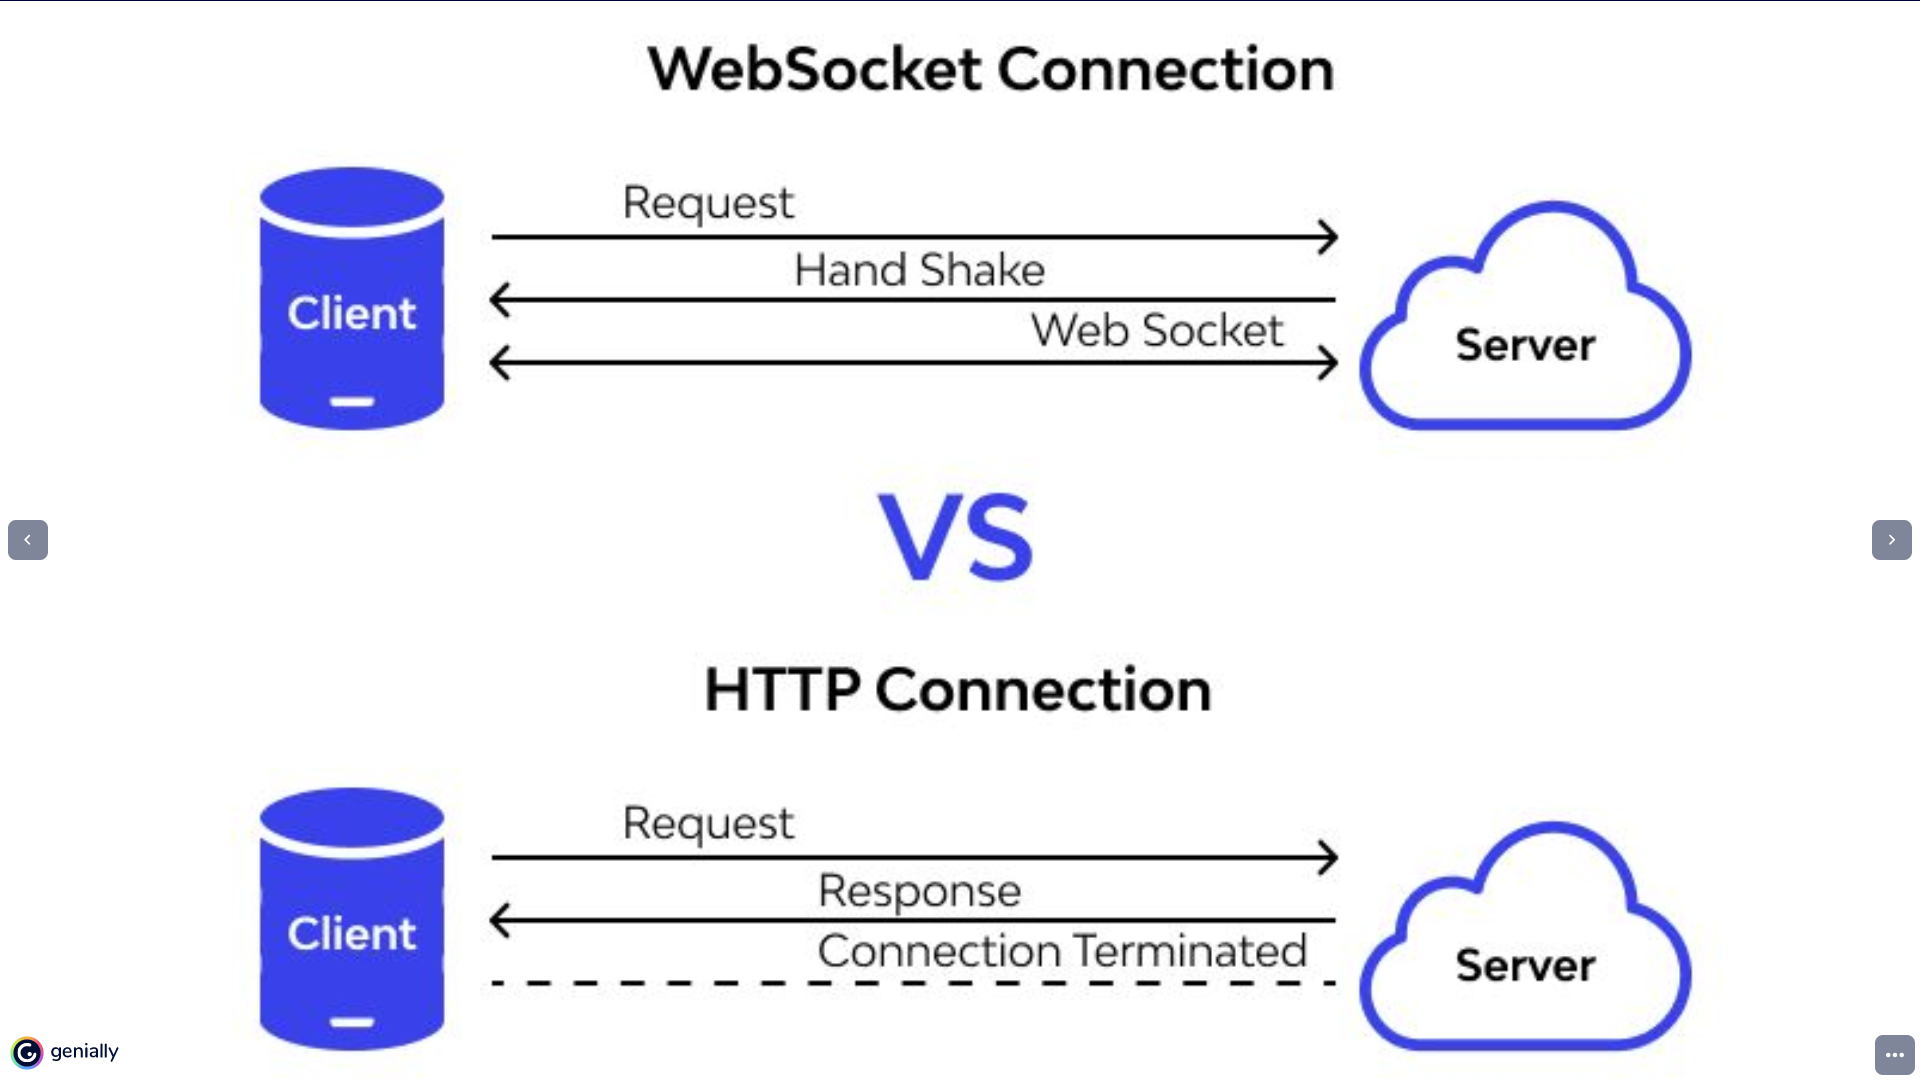 WebSocket Connection
Request
Hand Shake
Web Socket
Client
Server
VS
HTTP Connection
Request
Response
Connection Terminated
Client
Server
genially